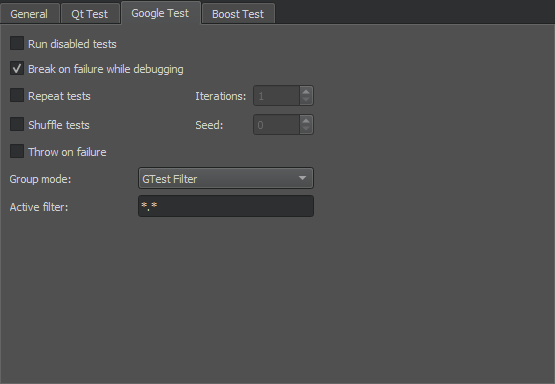 General Qt Test Google Test Boost Test
Run disabled tests
Break on failure while debugging
Repeat tests Iterations: 1
Shuffle tests Seed: 0
Throw on failure
Group mode: GTest Filter
Active filter: *.*